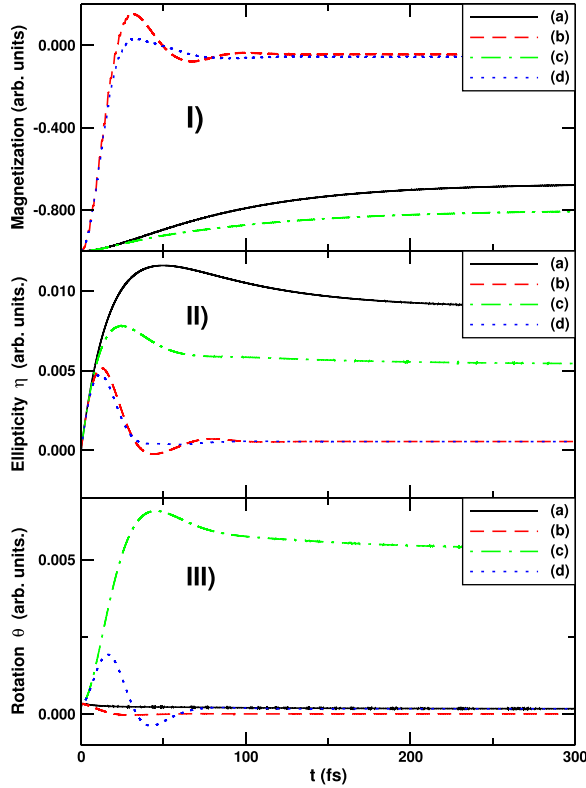 0.000
-0.400
-0.800
Magnetization (arb. units)
I)
(a)
(b)
(c)
(d)
0.010
0.005
0.000
Ellipticity η (arb. units.)
II)
(a)
(b)
(c)
(d)
0.005
0.000
Rotation θ (arb. units.)
III)
(a)
(b)
(c)
(d)
0 100 200 300
t (fs)